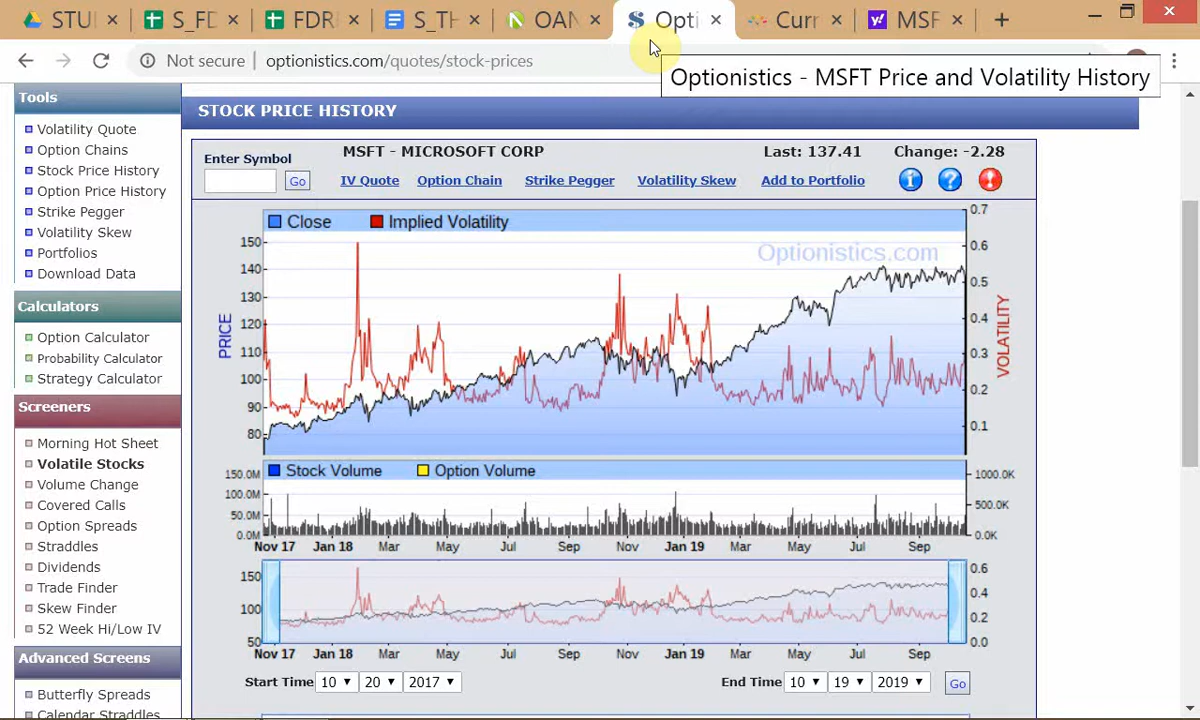 STUI
S_FD
FDRI
S_TH
OAN
Opti
Curr
MSF
Not secure | optionistics.com/quotes/stock-prices
Optionistics - MSFT Price and Volatility History
Tools
Volatility Quote
Option Chains
Stock Price History
Option Price History
Strike Pegger
Volatility Skew
Portfolios
Download Data
Calculators
Option Calculator
Probability Calculator
Strategy Calculator
Screeners
Morning Hot Sheet
Volatile Stocks
Volume Change
Covered Calls
Option Spreads
Straddles
Dividends
Trade Finder
Skew Finder
52 Week Hi/Low IV
Advanced Screens
Butterfly Spreads
Calendar Straddles
STOCK PRICE HISTORY
Enter Symbol
Go
MSFT - MICROSOFT CORP
Last: 137.41
Change: -2.28
IV Quote
Option Chain
Strike Pegger
Volatility Skew
Add to Portfolio
Close
Implied Volatility
Optionistics.com
PRICE
150
140
130
120
110
100
90
80
0.7
0.6
0.5
0.4
0.3
0.2
0.1
VOLATILITY
Stock Volume
Option Volume
150.0M
100.0M
50.0M
0.0M
1000.0K
500.0K
0.0K
Nov 17 Jan 18 Mar May Jul Sep Nov Jan 19 Mar May Jul Sep
150
100
50
0.6
0.4
0.2
0.0
Nov 17 Jan 18 Mar May Jul Sep Nov Jan 19 Mar May Jul Sep
Start Time 10 20 2017
End Time 10 19 2019 Go